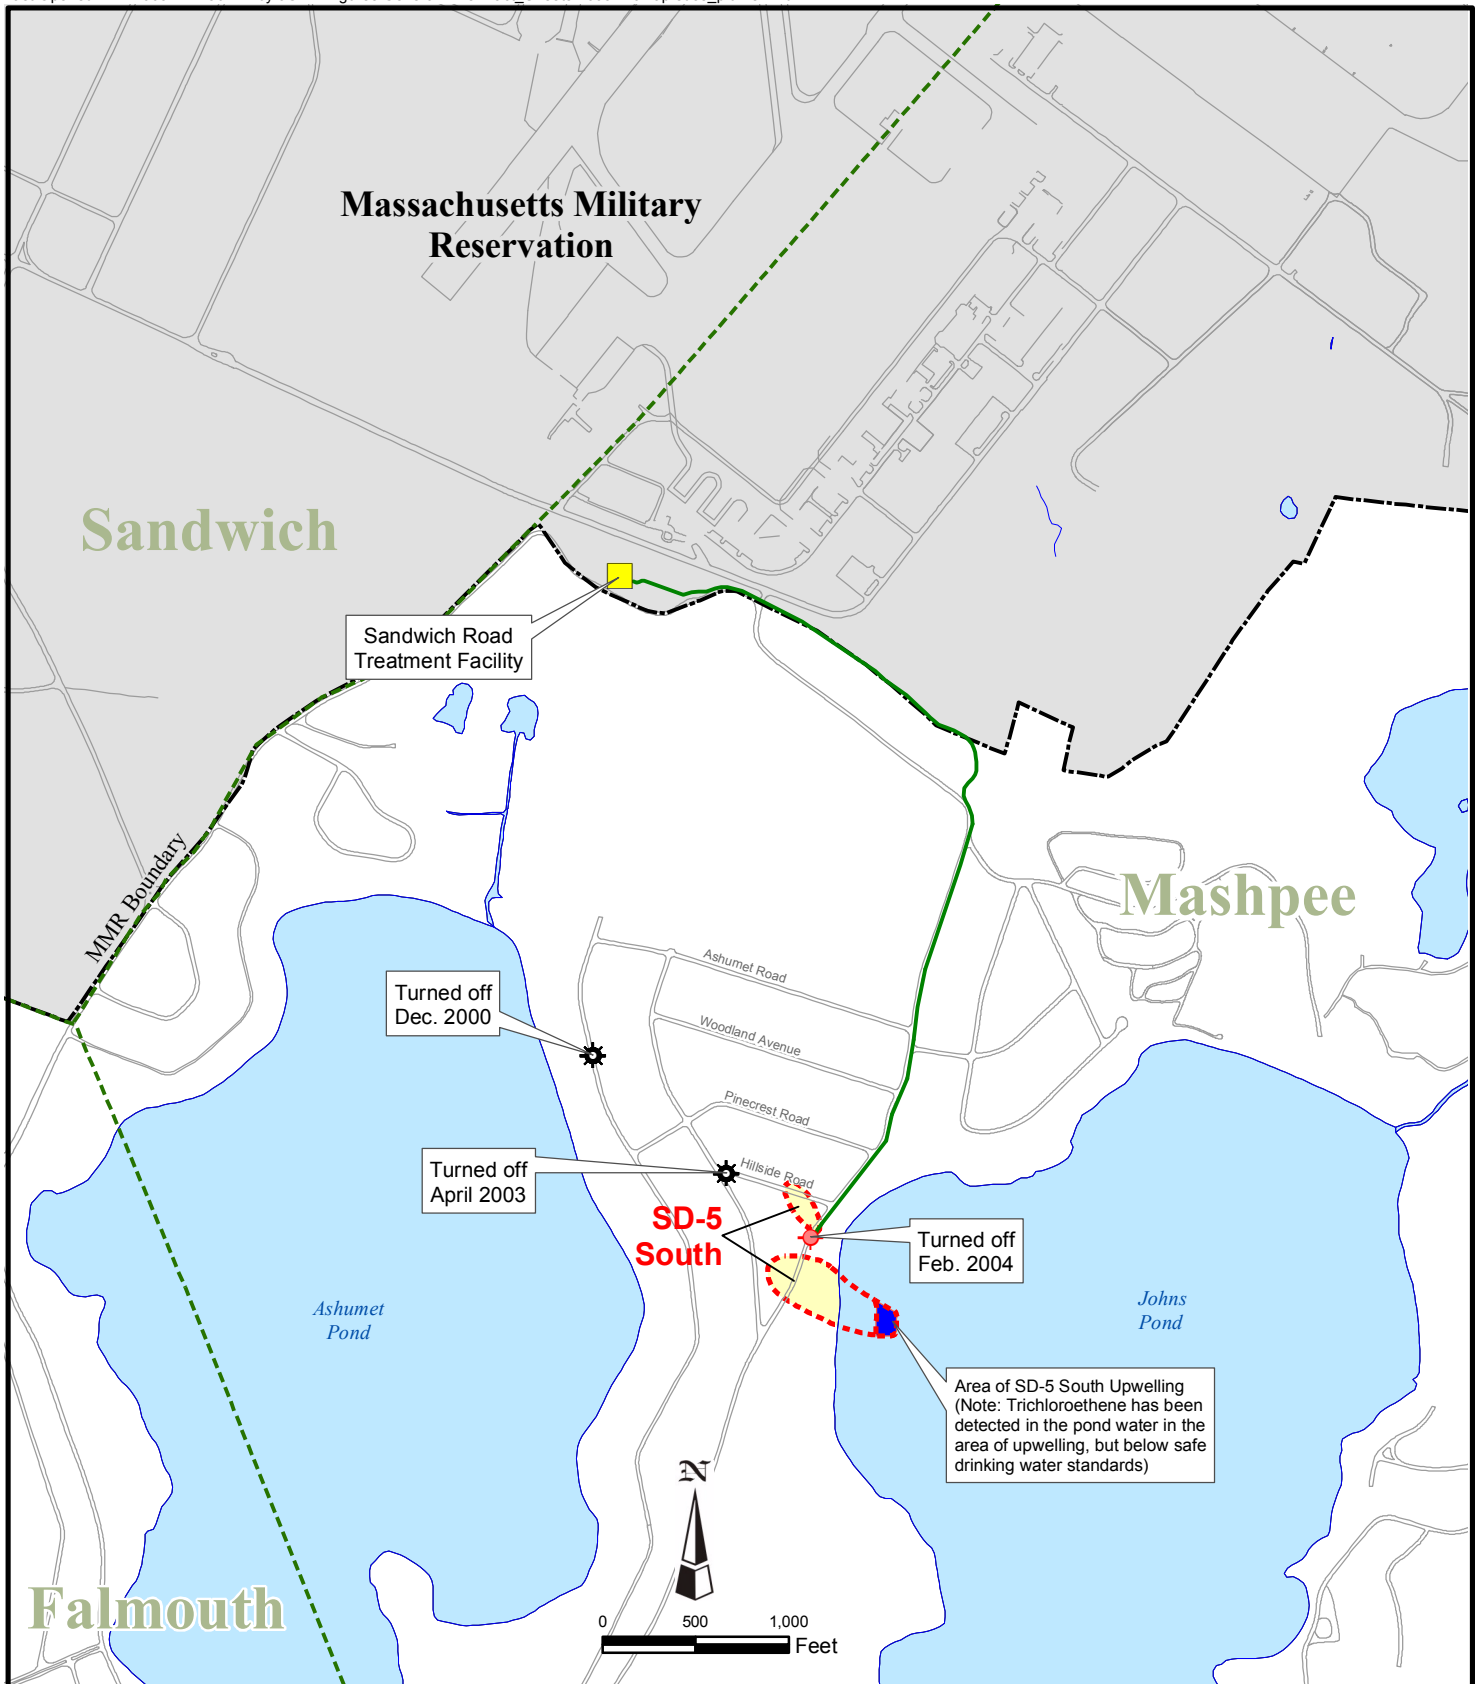 Massachusetts Military
Reservation
Sandwich
Sandwich Road
Treatment Facility
MMR Boundary
Mashpee
Ashumet Road
Turned off
Dec. 2000
Woodland Avenue
Pinecrest Road
Turned off
April 2003
Hillside Road
SD-5
South
Turned off
Feb. 2004
Ashumet
Pond
Johns
Pond
Area of SD-5 South Upwelling
(Note: Trichloroethene has been
detected in the pond water in the
area of upwelling, but below safe
drinking water standards)
N
Falmouth
0 500 1,000
Feet